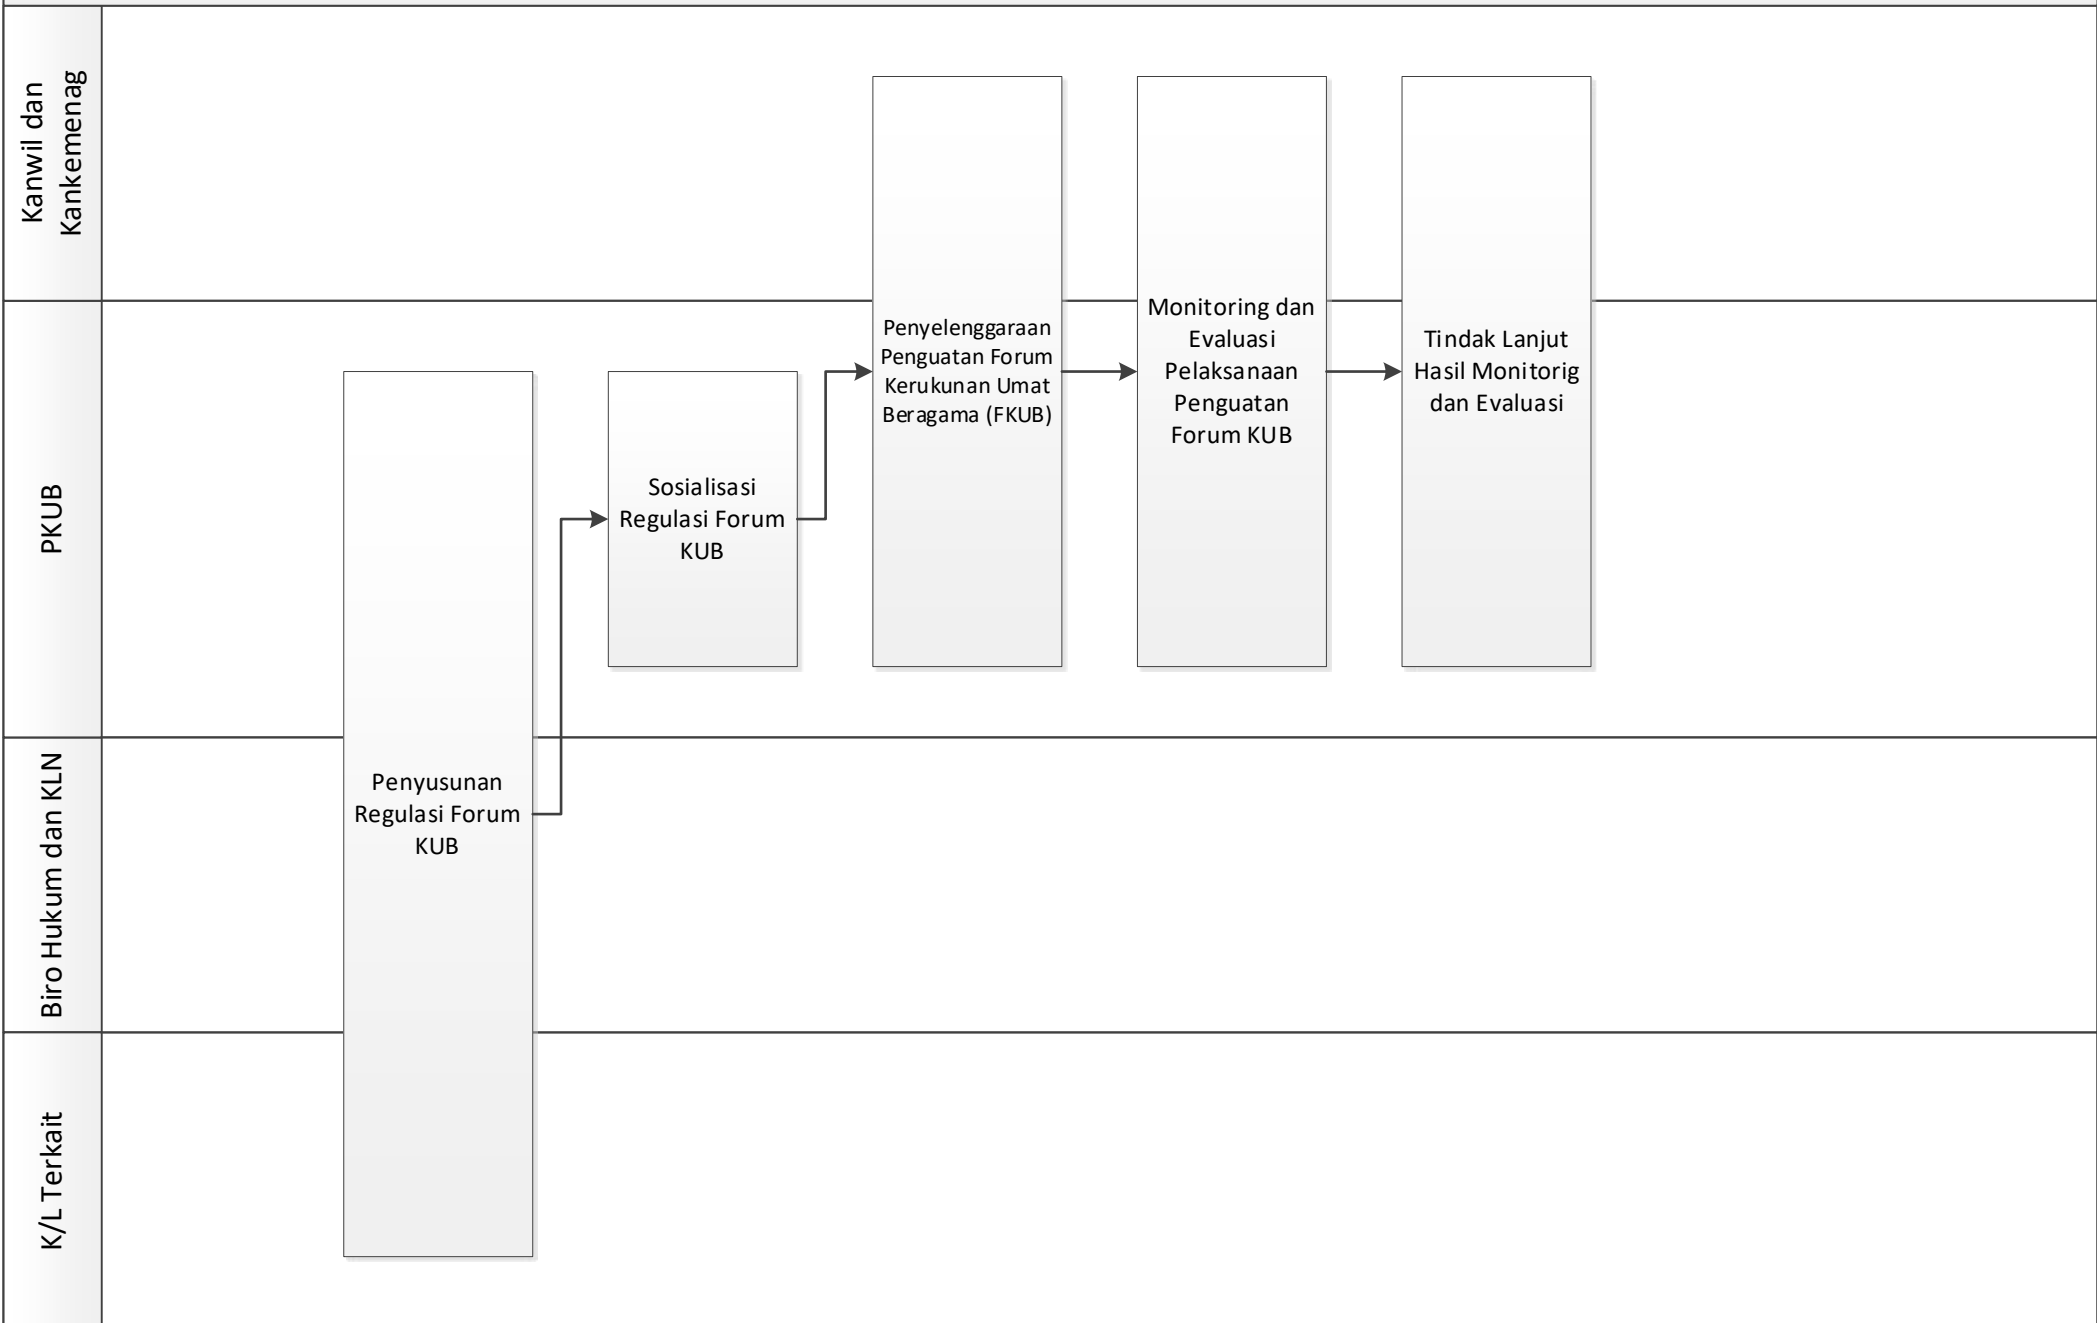 Kanwil dan
Kankemenag
PKUB
Biro Hukum dan KLN
K/L Terkait
Penyusunan
Regulasi Forum
KUB
Sosialisasi
Regulasi Forum
KUB
Penyelenggaraan
Penguatan Forum
Kerukunan Umat
Beragama (FKUB)
Monitoring dan
Evaluasi
Pelaksanaan
Penguatan
Forum KUB
Tindak Lanjut
Hasil Monitorig
dan Evaluasi